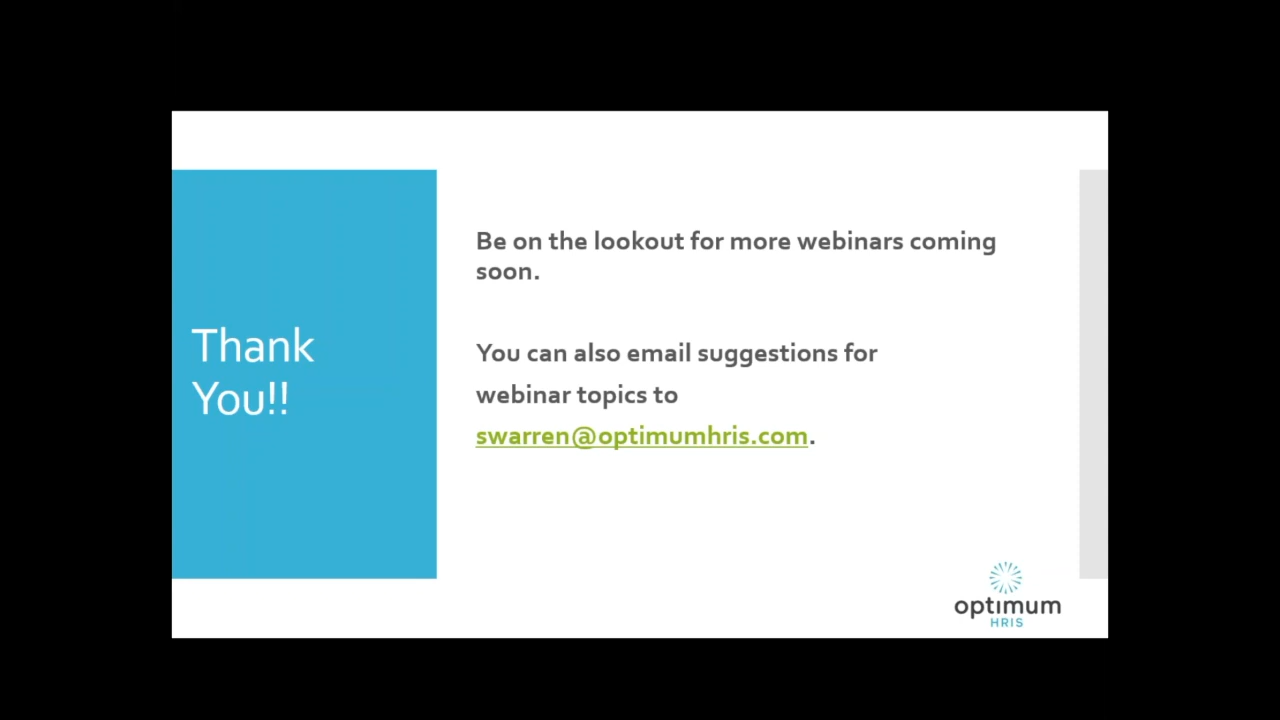 Thank
You!!
Be on the lookout for more webinars coming
soon.
You can also email suggestions for
webinar topics to
swarren@optimumhris.com.
optimum
HRIS